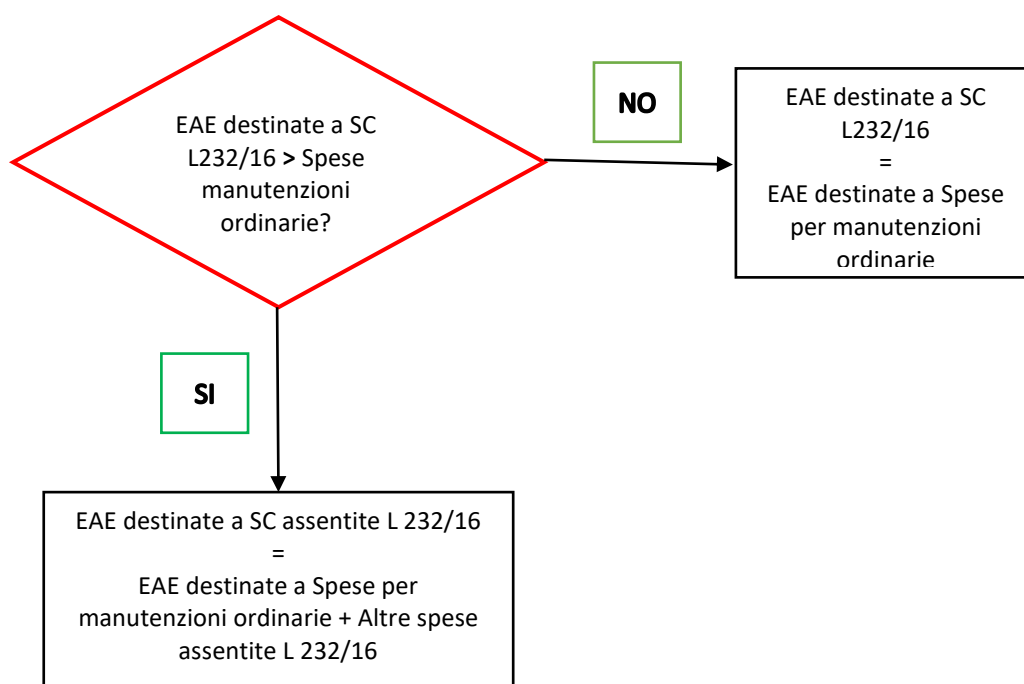 EAE destinate a SC
L232/16 > Spese
manutenzioni
ordinarie?
NO
EAE destinate a SC
L232/16
=
EAE destinate a Spese
per manutenzioni
ordinarie
SI
EAE destinate a SC assentite L 232/16
=
EAE destinate a Spese per
manutenzioni ordinarie + Altre spese
assentite L 232/16